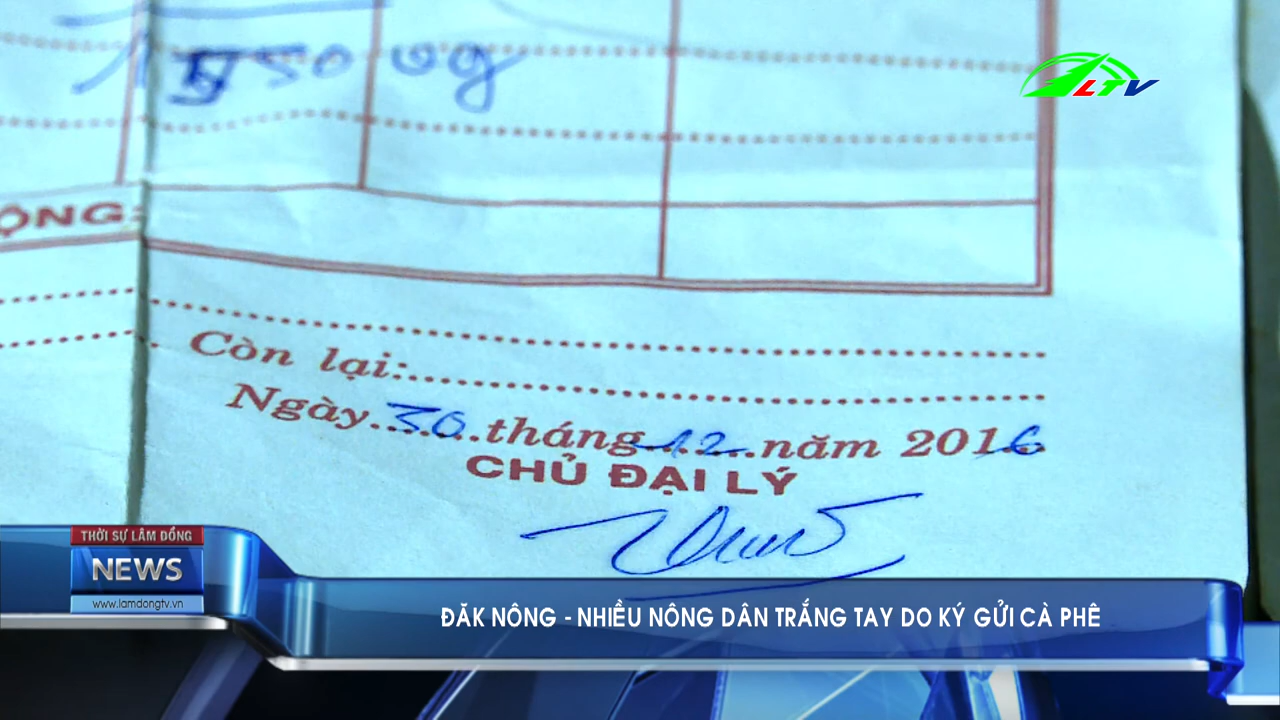 LTV
ỘNG:
Còn lại:
Ngày 30 tháng 12 năm 2016
CHỦ ĐẠI LÝ
THỜI SỰ LÂM ĐỒNG
NEWS
www.lamdongtv.vn
ĐĂK NÔNG - NHIỀU NÔNG DÂN TRẮNG TAY DO KÝ GỬI CÀ PHÊ